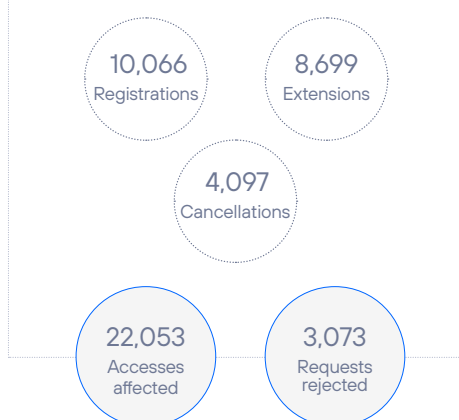 10,066
Registrations
8,699
Extensions
4,097
Cancellations
22,053
Accesses
affected
3,073
Requests
rejected